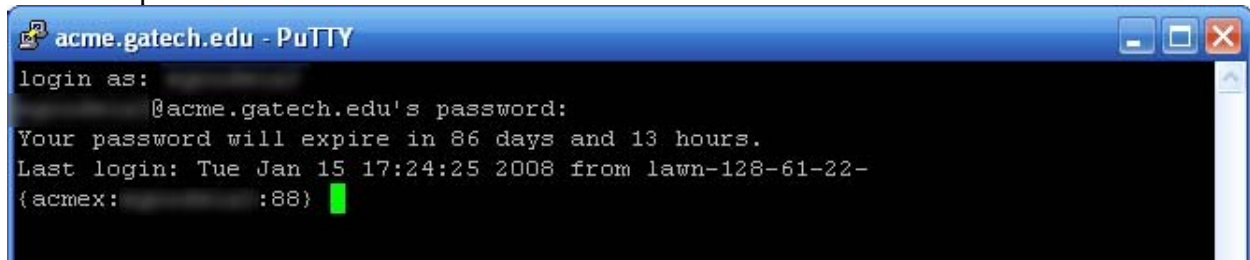 acme.gatech.edu - PuTTY
login as:
@acme.gatech.edu's password:
Your password will expire in 86 days and 13 hours.
Last login: Tue Jan 15 17:24:25 2008 from lawn-128-61-22-
{acmex: :88}